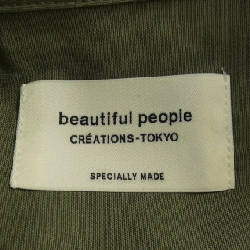 beautiful people
CRÉATIONS-TOKYO
SPECIALLY MADE